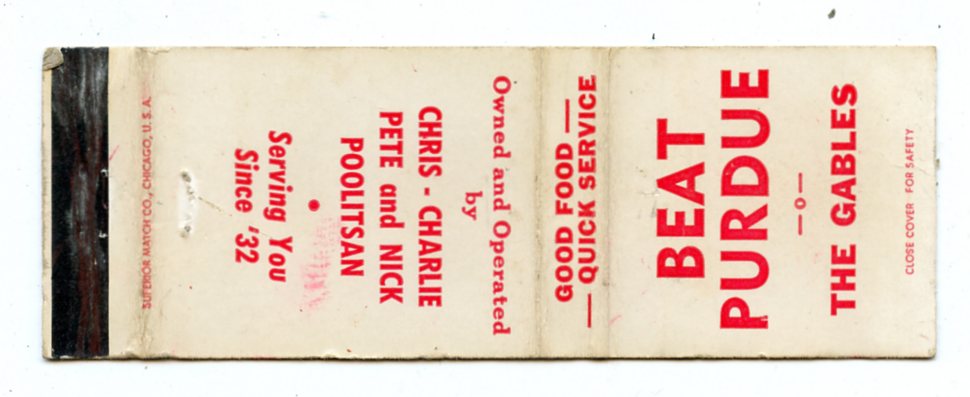 BEAT
PURDUE
—o—
THE GABLES
CLOSE COVER FOR SAFETY
GOOD FOOD —
— QUICK SERVICE
Owned and Operated
by
CHRIS - CHARLIE
PETE and NICK
POOLITSAN
Serving You
Since '32
SUPERIOR MATCH CO., CHICAGO, U.S.A.